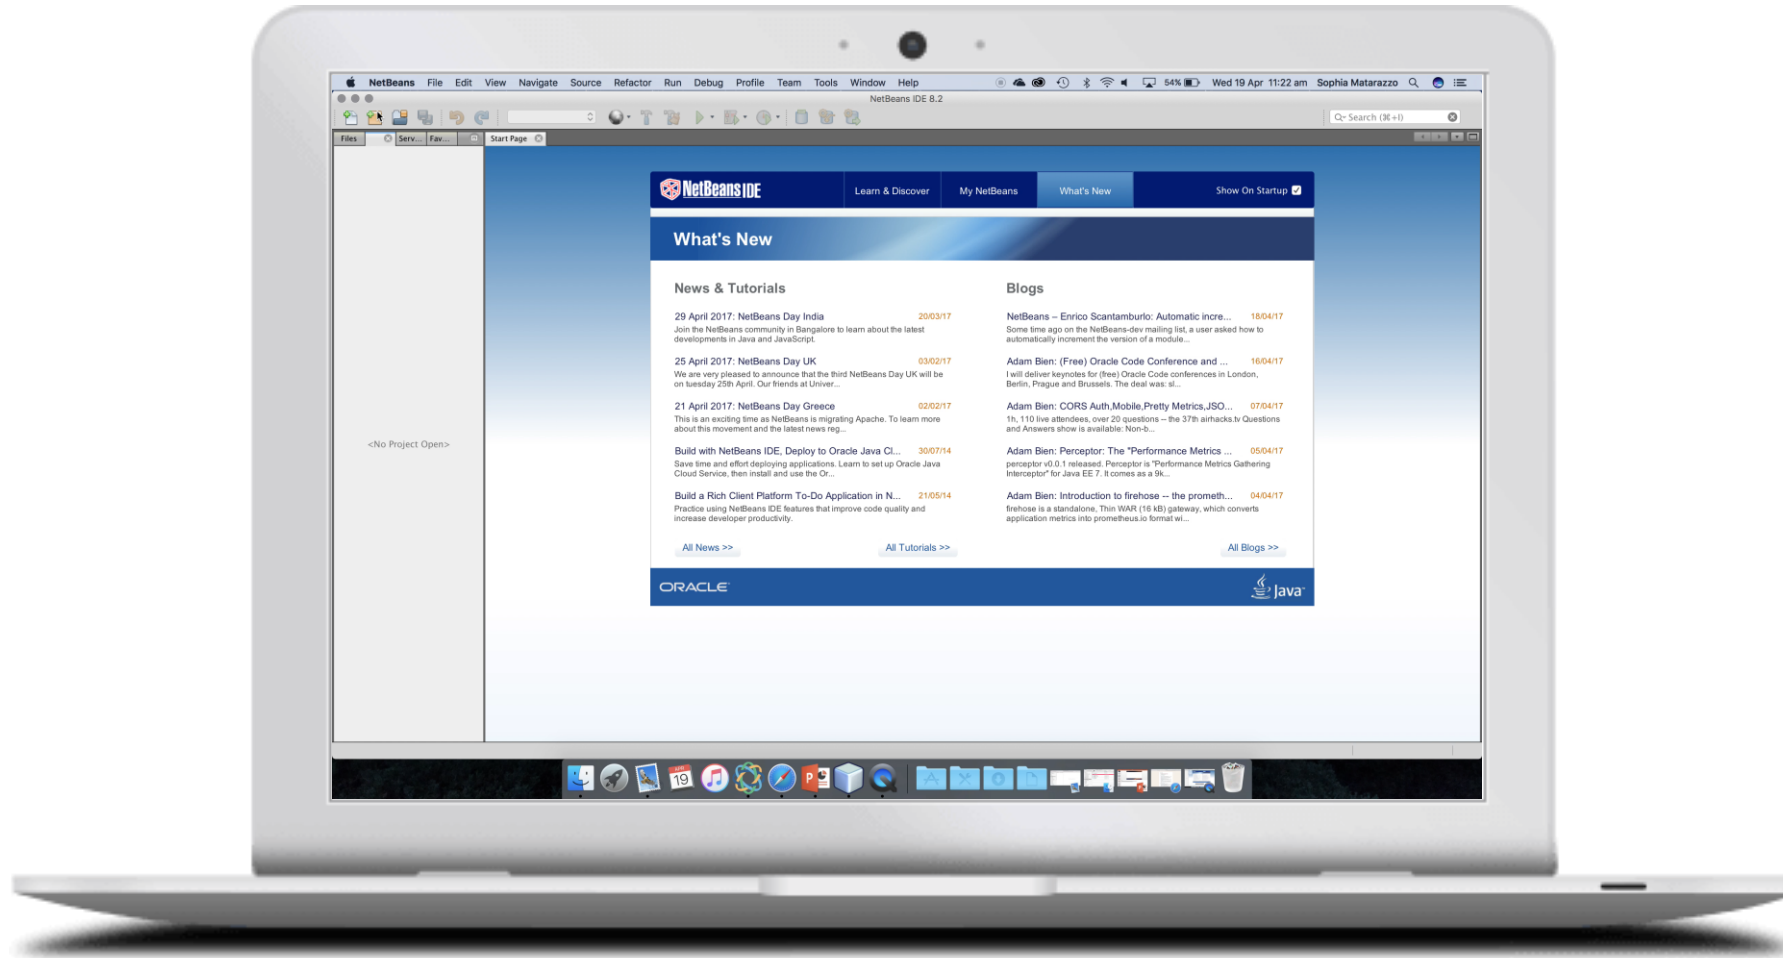 NetBeans File Edit View Navigate Source Refactor Run Debug Profile Team Tools Window Help 54% Wed 19 Apr 11:22 am Sophia Matarazzo
NetBeans IDE 8.2
Search (⌘+I)
Files Serv... Fav... Start Page
NetBeans IDE Learn & Discover My NetBeans What's New Show On Startup
What's New
News & Tutorials
29 April 2017: NetBeans Day India 20/03/17
Join the NetBeans community in Bangalore to learn about the latest
developments in Java and JavaScript.
25 April 2017: NetBeans Day UK 03/02/17
We are very pleased to announce that the third NetBeans Day UK will be
on tuesday 25th April. Our friends at Univer...
21 April 2017: NetBeans Day Greece 02/02/17
This is an exciting time as NetBeans is migrating Apache. To learn more
about this movement and the latest news reg...
Build with NetBeans IDE, Deploy to Oracle Java Cl... 30/07/14
Save time and effort deploying applications. Learn to set up Oracle Java
Cloud Service, then install and use the Or...
Build a Rich Client Platform To-Do Application in N... 21/05/14
Practice using NetBeans IDE features that improve code quality and
increase developer productivity.
All News >> All Tutorials >>
Blogs
NetBeans – Enrico Scantamburlo: Automatic incre... 18/04/17
Some time ago on the NetBeans-dev mailing list, a user asked how to
automatically increment the version of a module...
Adam Bien: (Free) Oracle Code Conference and ... 16/04/17
I will deliver keynotes for (free) Oracle Code conferences in London,
Berlin, Prague and Brussels. The deal was: sl...
Adam Bien: CORS Auth,Mobile,Pretty Metrics,JSO... 07/04/17
1h, 110 live attendees, over 20 questions – the 37th airhacks.tv Questions
and Answers show is available: Non-b...
Adam Bien: Perceptor: The "Performance Metrics ... 05/04/17
perceptor v0.0.1 released. Perceptor is "Performance Metrics Gathering
Interceptor" for Java EE 7. It comes as a 9k...
Adam Bien: Introduction to firehose -- the prometh... 04/04/17
firehose is a standalone, Thin WAR (16 kB) gateway, which converts
application metrics into prometheus.io format wi...
All Blogs >>
<No Project Open>
ORACLE Java
19
P